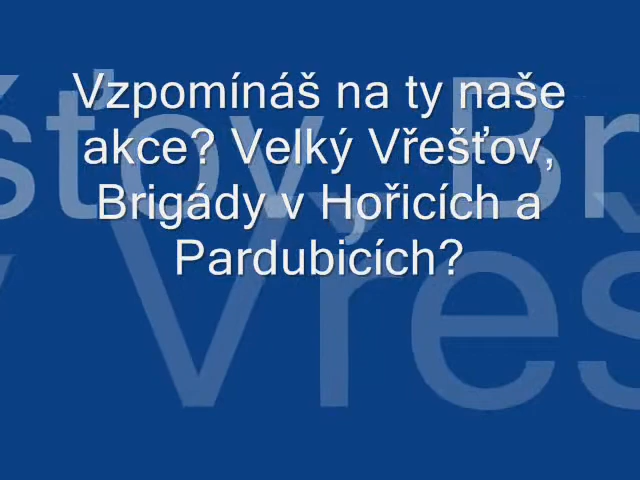 Vzpomínáš na ty naše
akce? Velký Vřešťov,
Brigády v Hořicích a
Pardubicích?